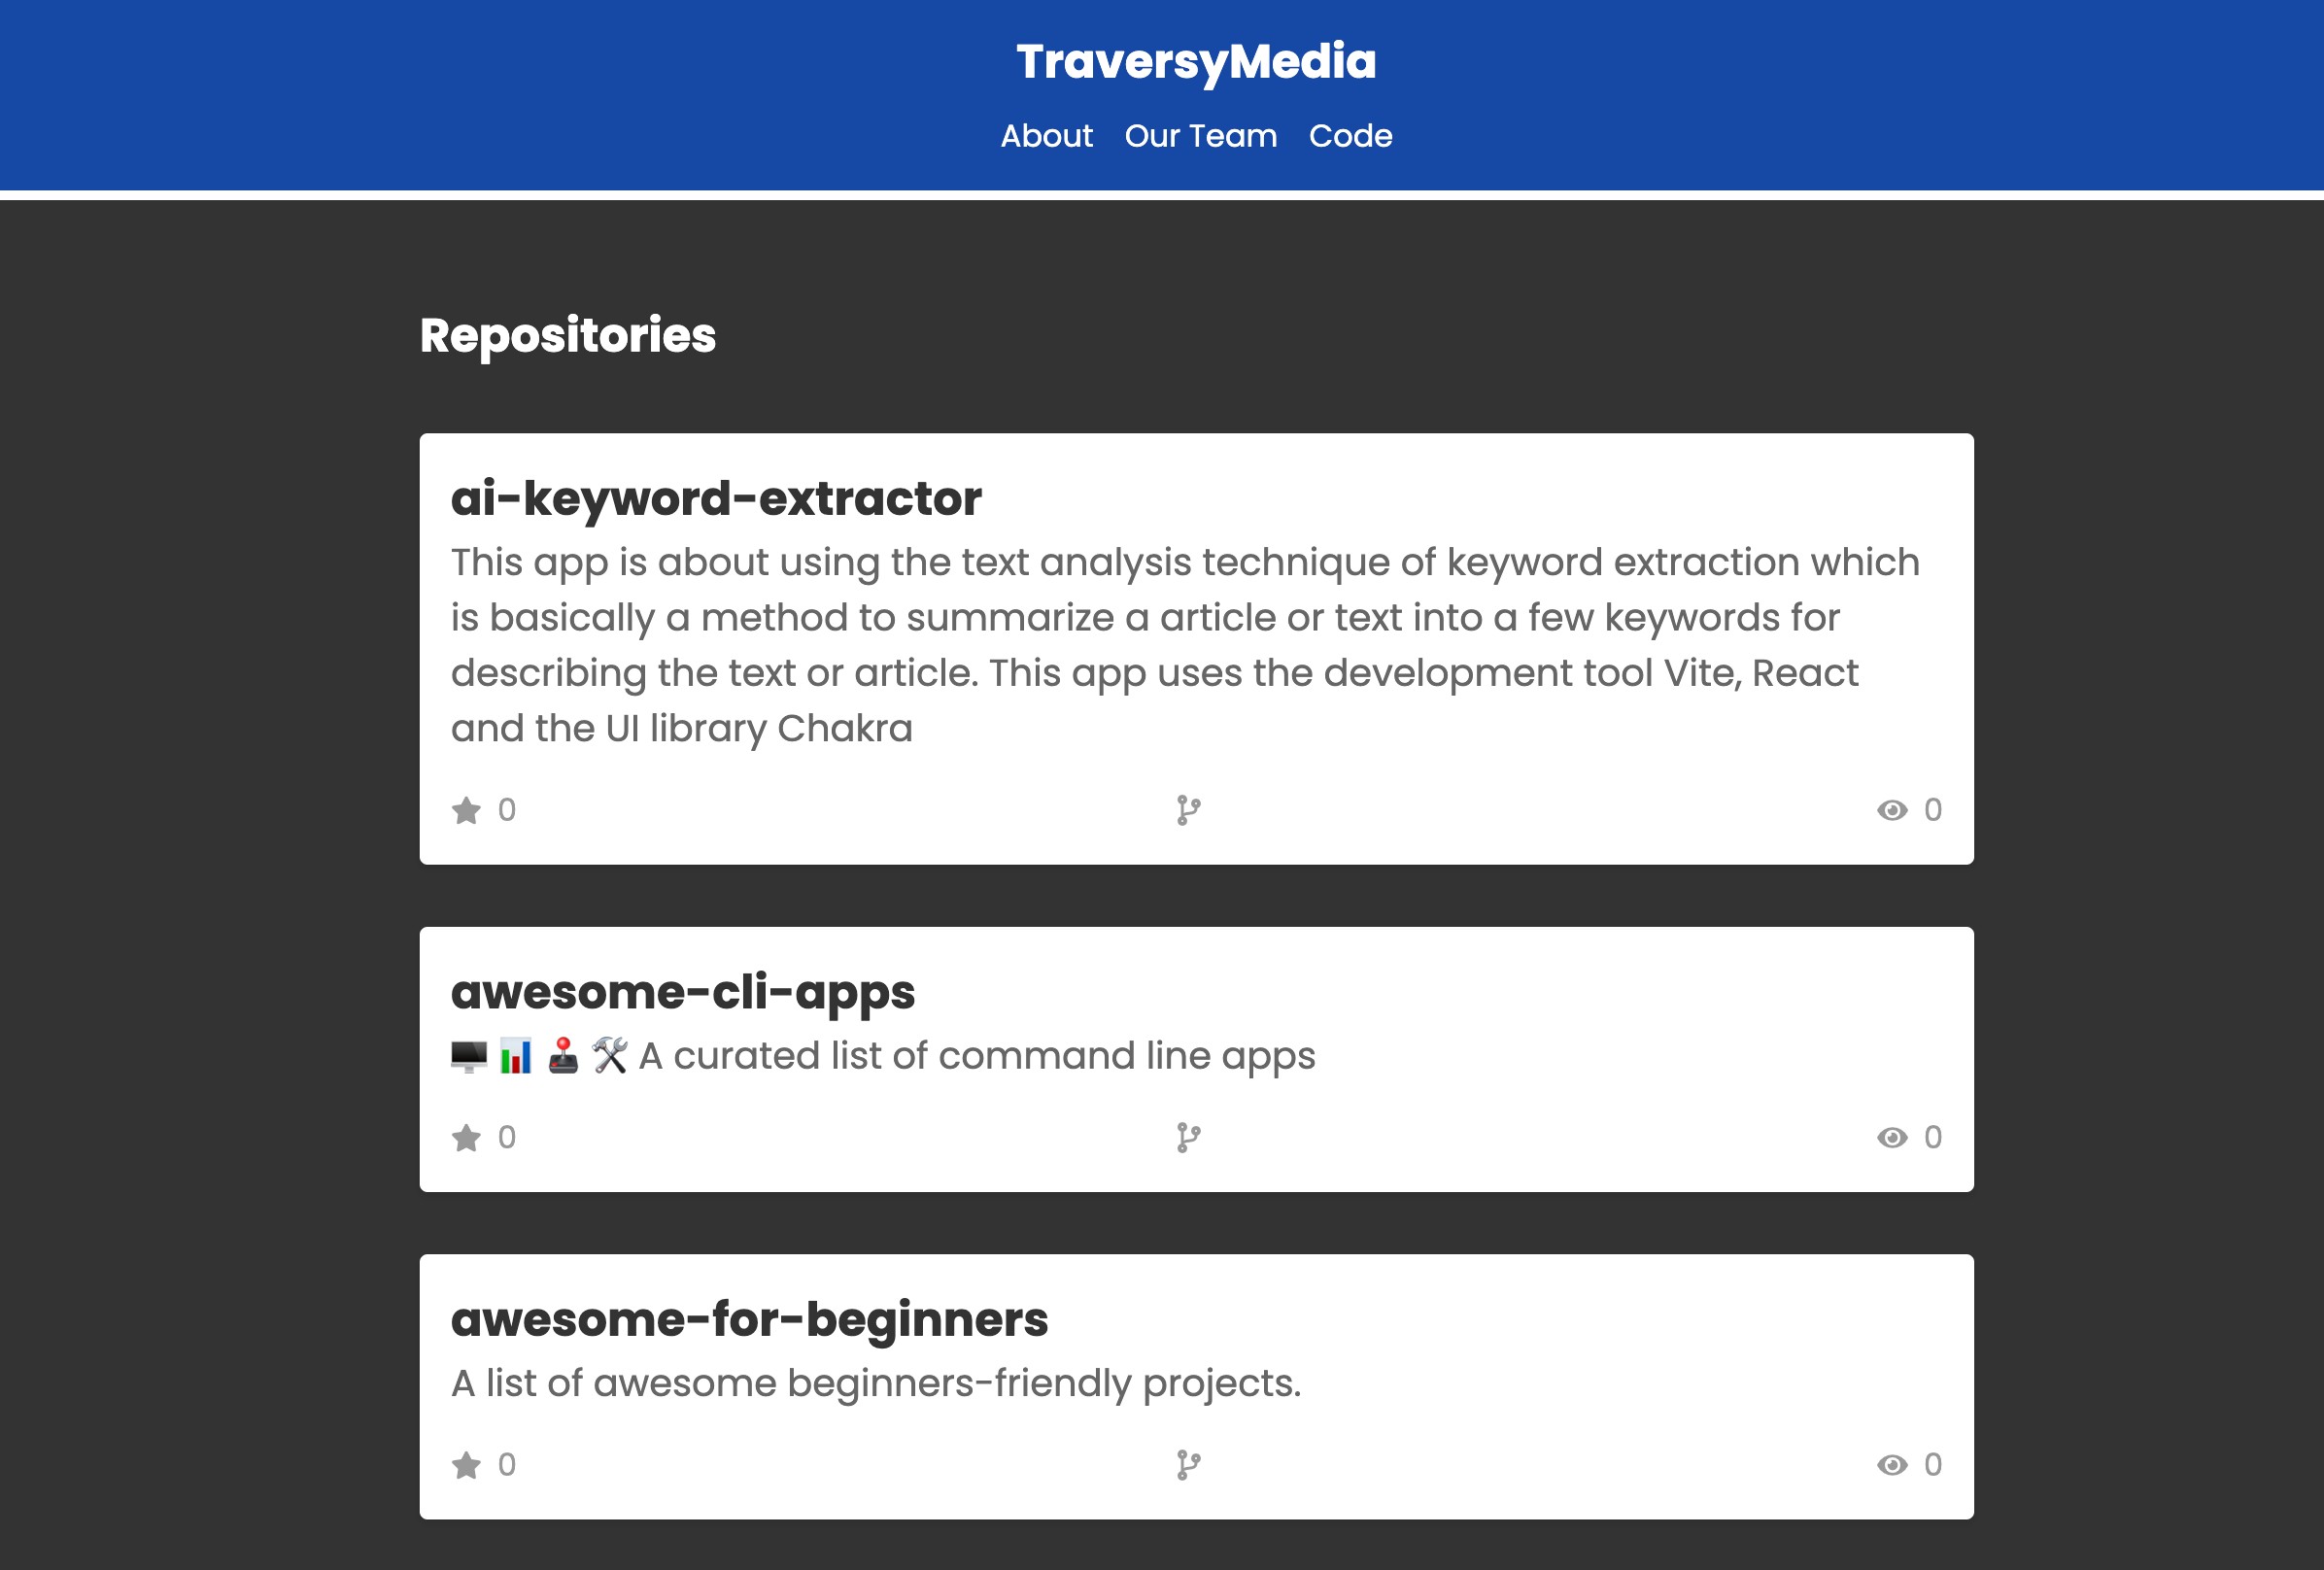 TraversyMedia
About Our Team Code
Repositories
ai-keyword-extractor
This app is about using the text analysis technique of keyword extraction which
is basically a method to summarize a article or text into a few keywords for
describing the text or article. This app uses the development tool Vite, React
and the UI library Chakra
0 0
awesome-cli-apps
🖥️ 📊 🕹️ 🛠️ A curated list of command line apps
0 0
awesome-for-beginners
A list of awesome beginners-friendly projects.
0 0